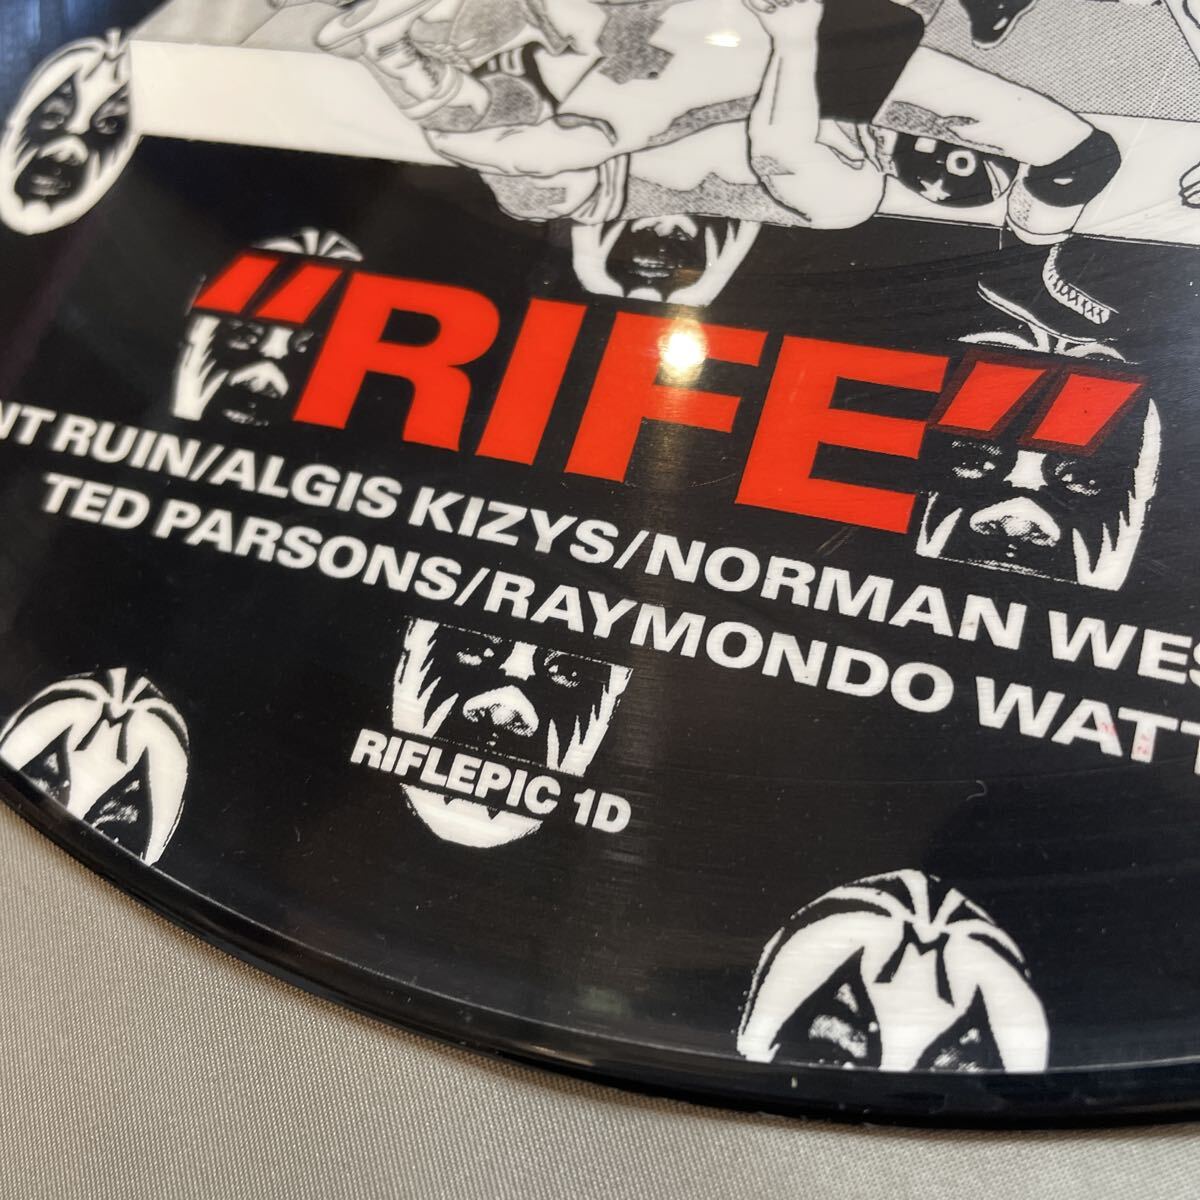 "RIFE"
NT RUIN/ALGIS KIZYS/NORMAN WES
TED PARSONS/RAYMONDO WATT
RIFLEPIC 1D